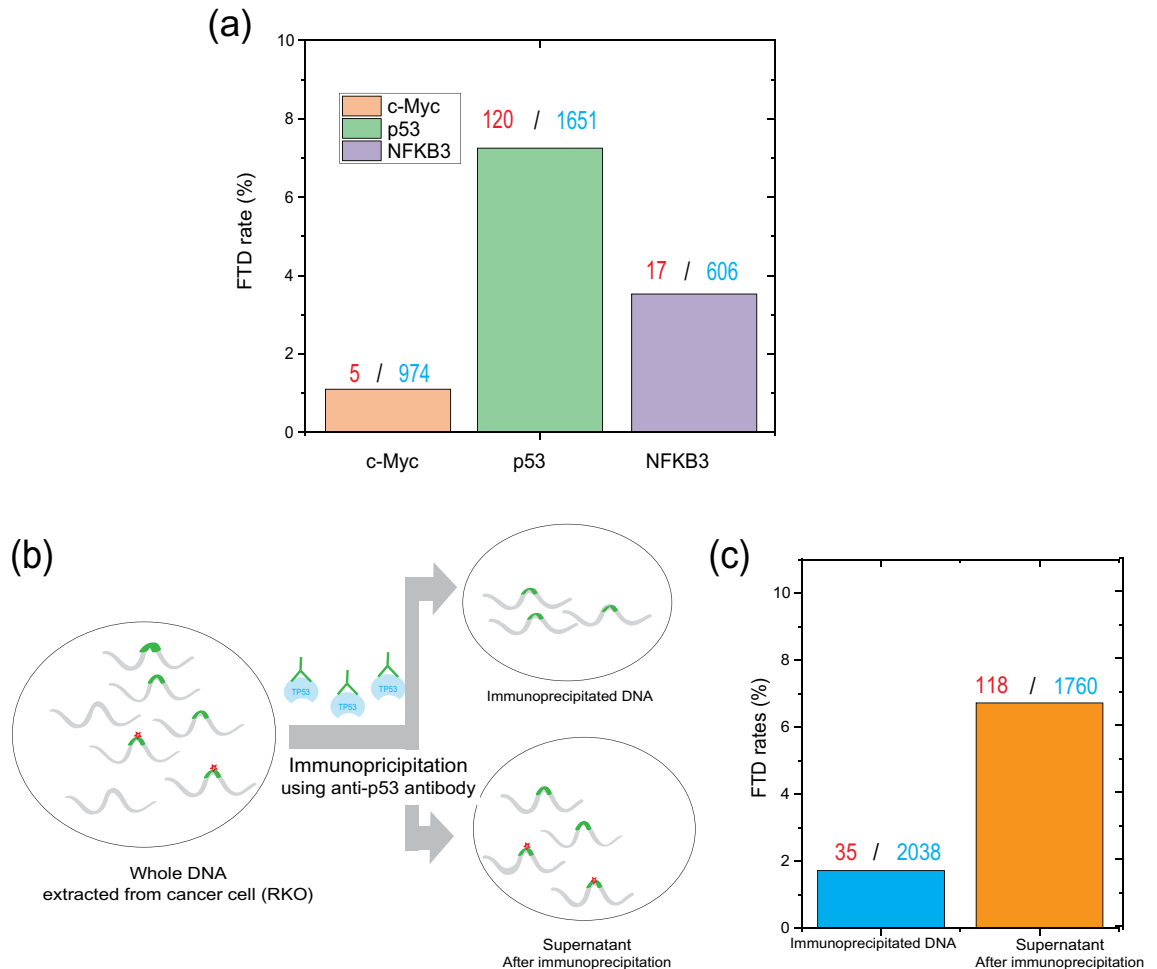 (a)
10
8
6
4
2
0
FTD rate (%)
c-Myc
p53
NFKB3
5 / 974
120 / 1651
17 / 606
c-Myc
p53
NFKB3
(b)
TP53
TP53
TP53
Immunopricipitation
using anti-p53 antibody
Whole DNA
extracted from cancer cell (RKO)
Immunoprecipitated DNA
Supernatant
After immunoprecipitation
(c)
10
8
6
4
2
0
FTD rates (%)
35 / 2038
118 / 1760
Immunoprecipitated DNA
Supernatant
After immunoprecipitation